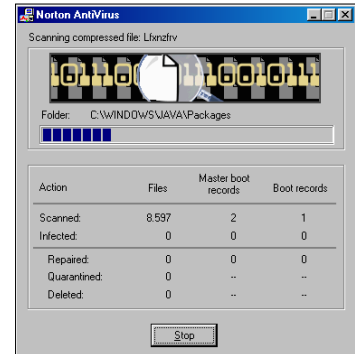 Norton AntiVirus
Scanning compressed file: Lfxnzfrv
Folder: C:\WINDOWS\JAVA\Packages
Action Files Master boot records Boot records
Scanned: 8.597 2 1
Infected: 0 0 0
Repaired: 0 0 0
Quarantined: 0 -- --
Deleted: 0 -- --
Stop